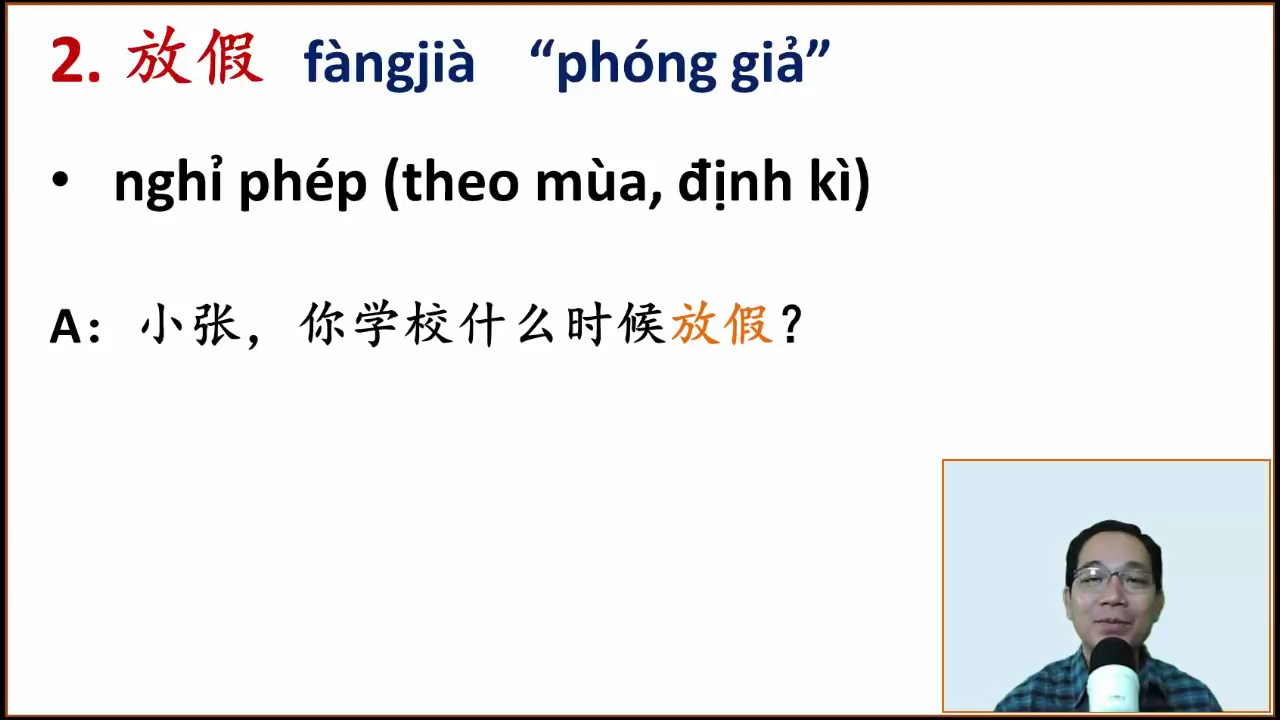 2. 放假 fàngjià “phóng giả”
• nghỉ phép (theo mùa, định kì)
A：小张，你学校什么时候放假？